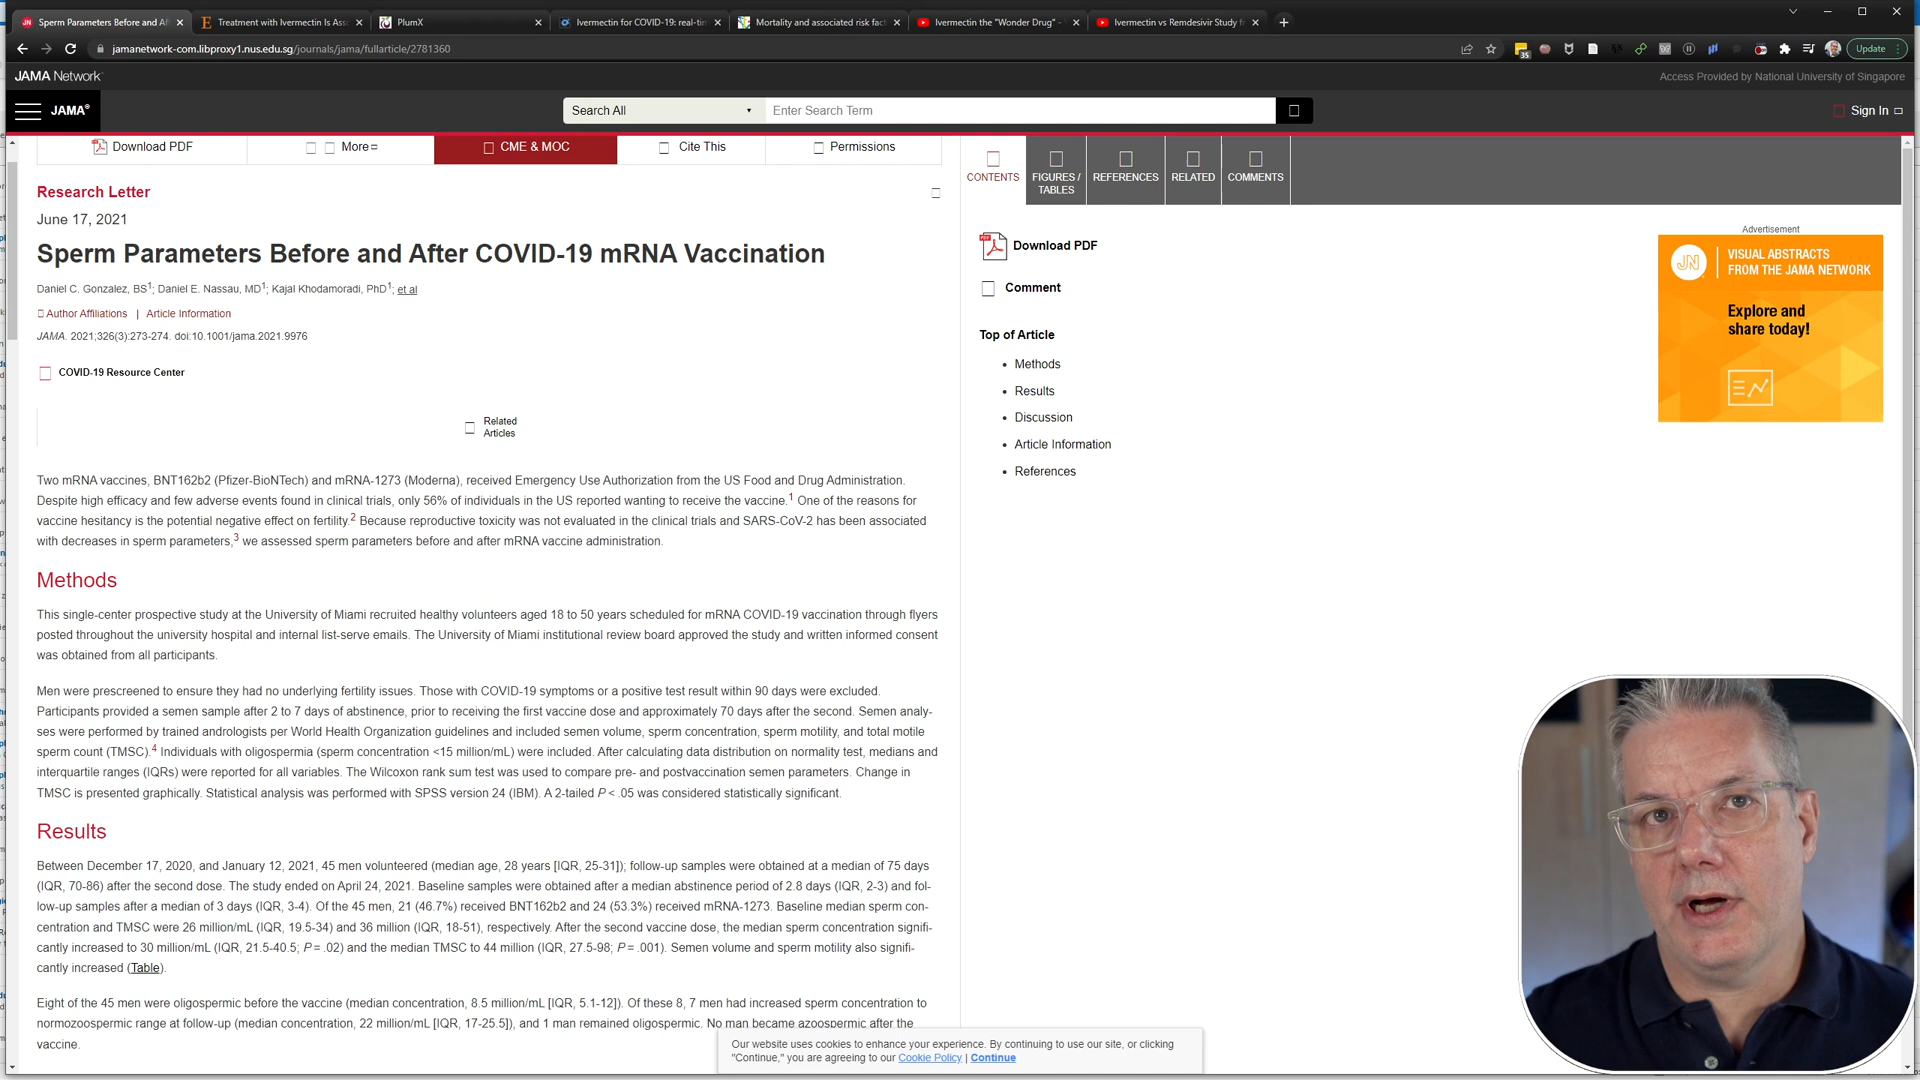 Sperm Parameters Before and Af
Treatment with Ivermectin Is Ass
PlumX
Ivermectin for COVID-19: real-tim
Mortality and associated risk fac
Ivermectin the "Wonder Drug" -
Ivermectin vs Remdesivir Study f
jamanetwork-com.libproxy1.nus.edu.sg/journals/jama/fullarticle/2781360
35
Update
JAMA Network
Access Provided by National University of Singapore
JAMA®
Search All
Enter Search Term
Sign In
Download PDF
More
CME & MOC
Cite This
Permissions
Research Letter
June 17, 2021
Sperm Parameters Before and After COVID-19 mRNA Vaccination
Daniel C. Gonzalez, BS1; Daniel E. Nassau, MD1; Kajal Khodamoradi, PhD1; et al
Author Affiliations | Article Information
JAMA. 2021;326(3):273-274. doi:10.1001/jama.2021.9976
COVID-19 Resource Center
Related
Articles
Two mRNA vaccines, BNT162b2 (Pfizer-BioNTech) and mRNA-1273 (Moderna), received Emergency Use Authorization from the US Food and Drug Administration.
Despite high efficacy and few adverse events found in clinical trials, only 56% of individuals in the US reported wanting to receive the vaccine.1 One of the reasons for
vaccine hesitancy is the potential negative effect on fertility.2 Because reproductive toxicity was not evaluated in the clinical trials and SARS-CoV-2 has been associated
with decreases in sperm parameters,3 we assessed sperm parameters before and after mRNA vaccine administration.
Methods
This single-center prospective study at the University of Miami recruited healthy volunteers aged 18 to 50 years scheduled for mRNA COVID-19 vaccination through flyers
posted throughout the university hospital and internal list-serve emails. The University of Miami institutional review board approved the study and written informed consent
was obtained from all participants.
Men were prescreened to ensure they had no underlying fertility issues. Those with COVID-19 symptoms or a positive test result within 90 days were excluded.
Participants provided a semen sample after 2 to 7 days of abstinence, prior to receiving the first vaccine dose and approximately 70 days after the second. Semen analy-
ses were performed by trained andrologists per World Health Organization guidelines and included semen volume, sperm concentration, sperm motility, and total motile
sperm count (TMSC).4 Individuals with oligospermia (sperm concentration <15 million/mL) were included. After calculating data distribution on normality test, medians and
interquartile ranges (IQRs) were reported for all variables. The Wilcoxon rank sum test was used to compare pre- and postvaccination semen parameters. Change in
TMSC is presented graphically. Statistical analysis was performed with SPSS version 24 (IBM). A 2-tailed P < .05 was considered statistically significant.
Results
Between December 17, 2020, and January 12, 2021, 45 men volunteered (median age, 28 years [IQR, 25-31]); follow-up samples were obtained at a median of 75 days
(IQR, 70-86) after the second dose. The study ended on April 24, 2021. Baseline samples were obtained after a median abstinence period of 2.8 days (IQR, 2-3) and fol-
low-up samples after a median of 3 days (IQR, 3-4). Of the 45 men, 21 (46.7%) received BNT162b2 and 24 (53.3%) received mRNA-1273. Baseline median sperm con-
centration and TMSC were 26 million/mL (IQR, 19.5-34) and 36 million (IQR, 18-51), respectively. After the second vaccine dose, the median sperm concentration signifi-
cantly increased to 30 million/mL (IQR, 21.5-40.5; P = .02) and the median TMSC to 44 million (IQR, 27.5-98; P = .001). Semen volume and sperm motility also signifi-
cantly increased (Table).
Eight of the 45 men were oligospermic before the vaccine (median concentration, 8.5 million/mL [IQR, 5.1-12]). Of these 8, 7 men had increased sperm concentration to
normozoospermic range at follow-up (median concentration, 22 million/mL [IQR, 17-25.5]), and 1 man remained oligospermic. No man became azoospermic after the
vaccine.
CONTENTS
FIGURES /
TABLES
REFERENCES
RELATED
COMMENTS
Download PDF
Comment
Top of Article
Methods
Results
Discussion
Article Information
References
Advertisement
JN
VISUAL ABSTRACTS
FROM THE JAMA NETWORK
Explore and
share today!
Our website uses cookies to enhance your experience. By continuing to use our site, or clicking
"Continue," you are agreeing to our Cookie Policy | Continue